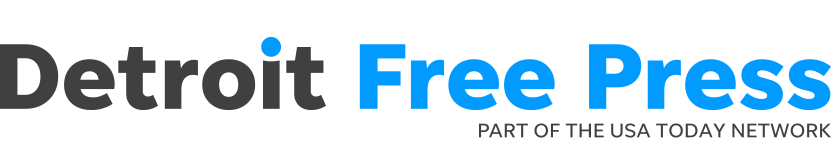 Detroit Free Press
PART OF THE USA TODAY NETWORK